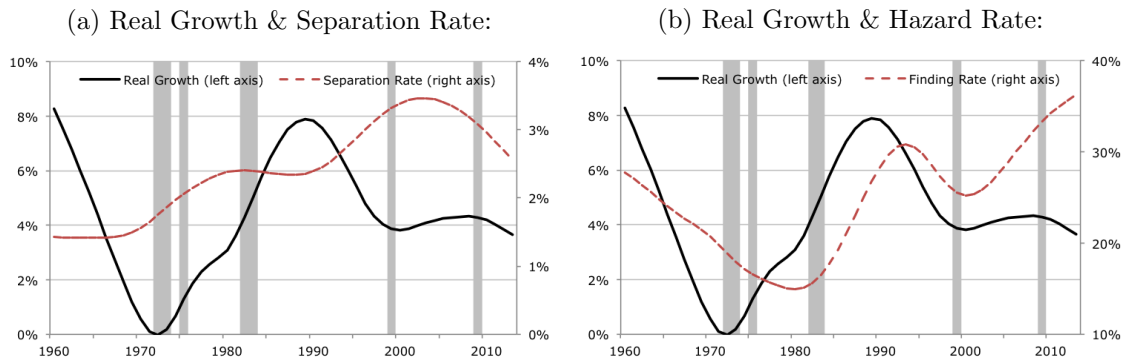 (a) Real Growth & Separation Rate:
10%
8%
6%
4%
2%
0%
Real Growth (left axis)
Separation Rate (right axis)
4%
3%
2%
1%
0%
1960 1970 1980 1990 2000 2010
(b) Real Growth & Hazard Rate:
10%
8%
6%
4%
2%
0%
Real Growth (left axis)
Finding Rate (right axis)
40%
30%
20%
10%
1960 1970 1980 1990 2000 2010